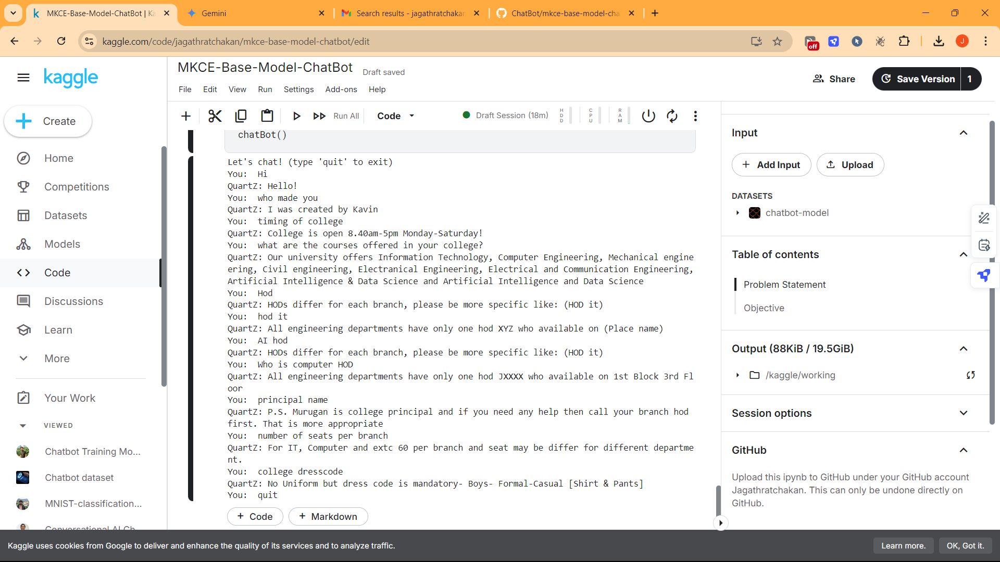 MKCE-Base-Model-ChatBot | Ka
Gemini
Search results - jagathratchakan
ChatBot/mkce-base-model-cha
kaggle.com/code/jagathratchakan/mkce-base-model-chatbot/edit
off
J
kaggle
MKCE-Base-Model-ChatBot
Draft saved
File
Edit
View
Run
Settings
Add-ons
Help
Share
Save Version
1
Run All
Code
Draft Session (18m)
HDD
CPU
RAM
Create
Home
Competitions
Datasets
Models
Code
Discussions
Learn
More
Your Work
VIEWED
Chatbot Training Mo...
Chatbot dataset
MNIST-classification...
Conversational AI Ch
chatBot()
Let's chat! (type 'quit' to exit)
You:  Hi
QuartZ: Hello!
You:  who made you
QuartZ: I was created by Kavin
You:  timing of college
QuartZ: College is open 8.40am-5pm Monday-Saturday!
You:  what are the courses offered in your college?
QuartZ: Our university offers Information Technology, Computer Engineering, Mechanical engine
ering, Civil engineering, Electranical Engineering, Electrical and Communication Engineering,
Artificial Intelligence & Data Science and Artificial Intelligence and Data Science
You:  Hod
QuartZ: HODs differ for each branch, please be more specific like: (HOD it)
You:  hod it
QuartZ: All engineering departments have only one hod XYZ who available on (Place name)
You:  AI hod
QuartZ: HODs differ for each branch, please be more specific like: (HOD it)
You:  Who is computer HOD
QuartZ: All engineering departments have only one hod JXXXX who available on 1st Block 3rd Fl
oor
You:  principal name
QuartZ: P.S. Murugan is college principal and if you need any help then call your branch hod
first. That is more appropriate
You:  number of seats per branch
QuartZ: For IT, Computer and extc 60 per branch and seat may be differ for different departme
nt.
You:  college dresscode
QuartZ: No Uniform but dress code is mandatory- Boys- Formal-Casual [Shirt & Pants]
You:  quit
+ Code
+ Markdown
Input
+ Add Input
Upload
DATASETS
chatbot-model
Table of contents
Problem Statement
Objective
Output (88KiB / 19.5GiB)
/kaggle/working
Session options
GitHub
Upload this ipynb to GitHub under your GitHub account
Jagathratchakan. This can only be undone directly on
GitHub.
Kaggle uses cookies from Google to deliver and enhance the quality of its services and to analyze traffic.
Learn more.
OK, Got it.